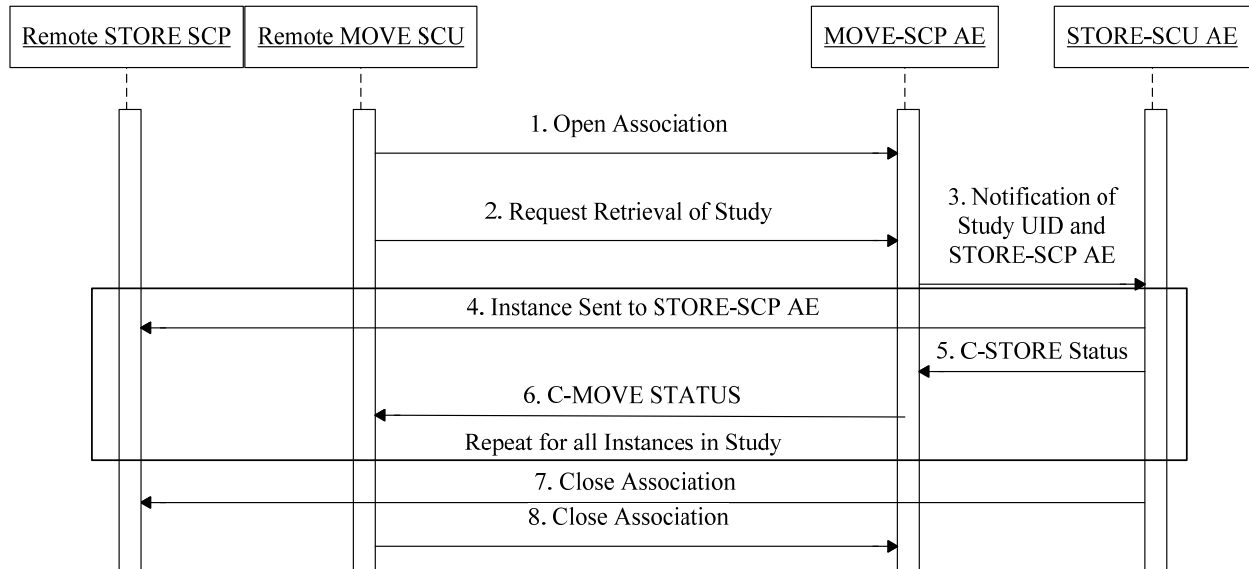 Remote STORE SCP
Remote MOVE SCU
MOVE-SCP AE
STORE-SCU AE
1. Open Association
2. Request Retrieval of Study
3. Notification of
Study UID and
STORE-SCP AE
4. Instance Sent to STORE-SCP AE
5. C-STORE Status
6. C-MOVE STATUS
Repeat for all Instances in Study
7. Close Association
8. Close Association